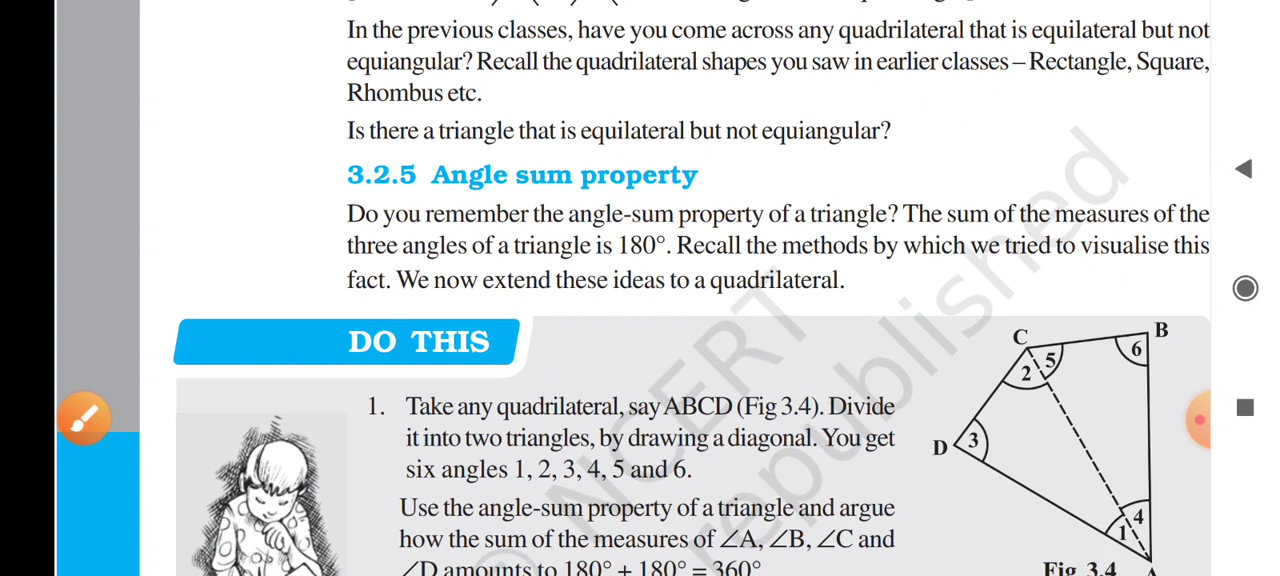 In the previous classes, have you come across any quadrilateral that is equilateral but not
equiangular? Recall the quadrilateral shapes you saw in earlier classes – Rectangle, Square,
Rhombus etc.
Is there a triangle that is equilateral but not equiangular?
3.2.5 Angle sum property
Do you remember the angle-sum property of a triangle? The sum of the measures of the
three angles of a triangle is 180°. Recall the methods by which we tried to visualise this
fact. We now extend these ideas to a quadrilateral.
DO THIS
1. Take any quadrilateral, say ABCD (Fig 3.4). Divide
it into two triangles, by drawing a diagonal. You get
six angles 1, 2, 3, 4, 5 and 6.
Use the angle-sum property of a triangle and argue
how the sum of the measures of ∠A, ∠B, ∠C and
∠D amounts to 180° + 180° = 360°
C
B
5
6
2
D
3
4
1
A
Fig 3.4
© NCERT
republished